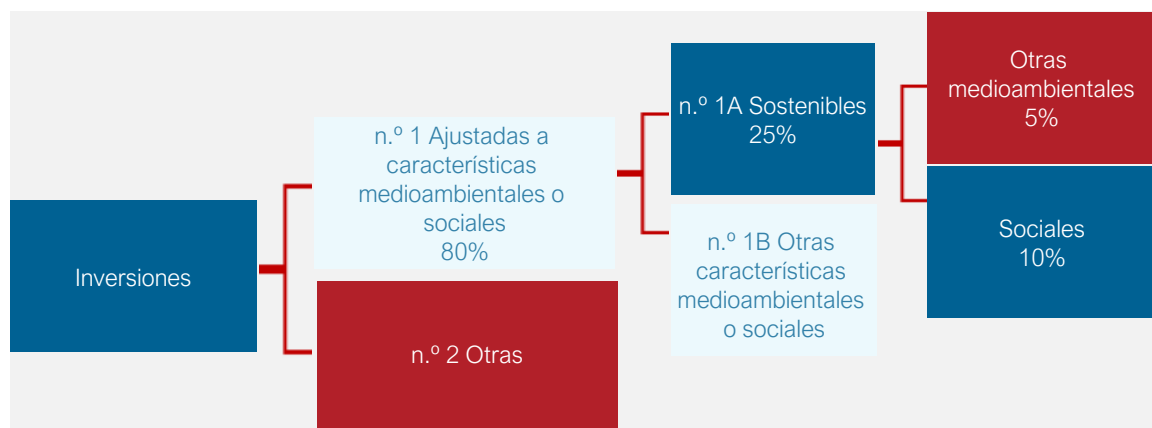 Inversiones
n.º 1 Ajustadas a
características
medioambientales o
sociales
80%
n.º 2 Otras
n.º 1A Sostenibles
25%
n.º 1B Otras
características
medioambientales
o sociales
Otras
medioambientales
5%
Sociales
10%